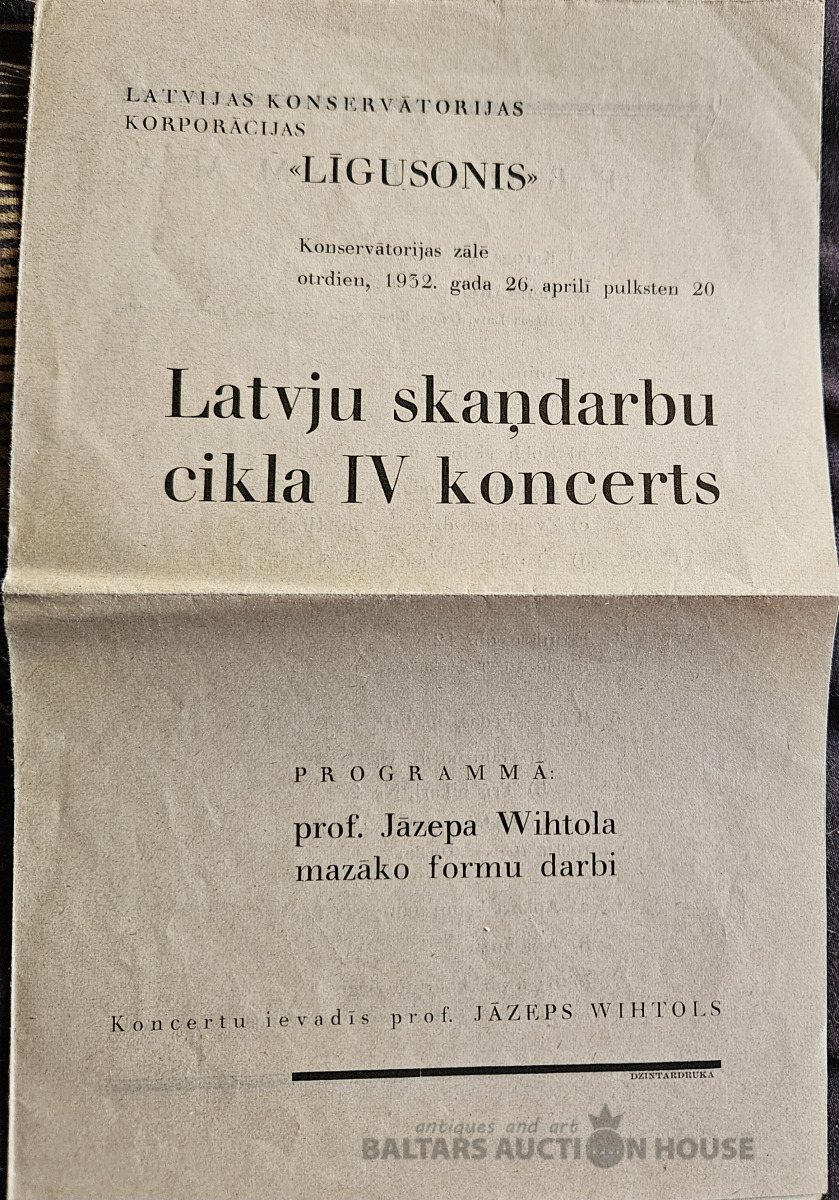 LATVIJAS KONSERVĀTORIJAS
KORPORĀCIJAS
«LĪGUSONIS»
Konservātorijas zālē
otrdien, 1932. gada 26. aprilī pulksten 20
Latvju skaņdarbu
cikla IV koncerts
PROGRAMMĀ:
prof. Jāzepa Wihtola
mazāko formu darbi
Koncertu ievadīs prof. JĀZEPS WIHTOLS
DZINTARDRUKA
antiques and art
BALTARS AUCTION HOUSE